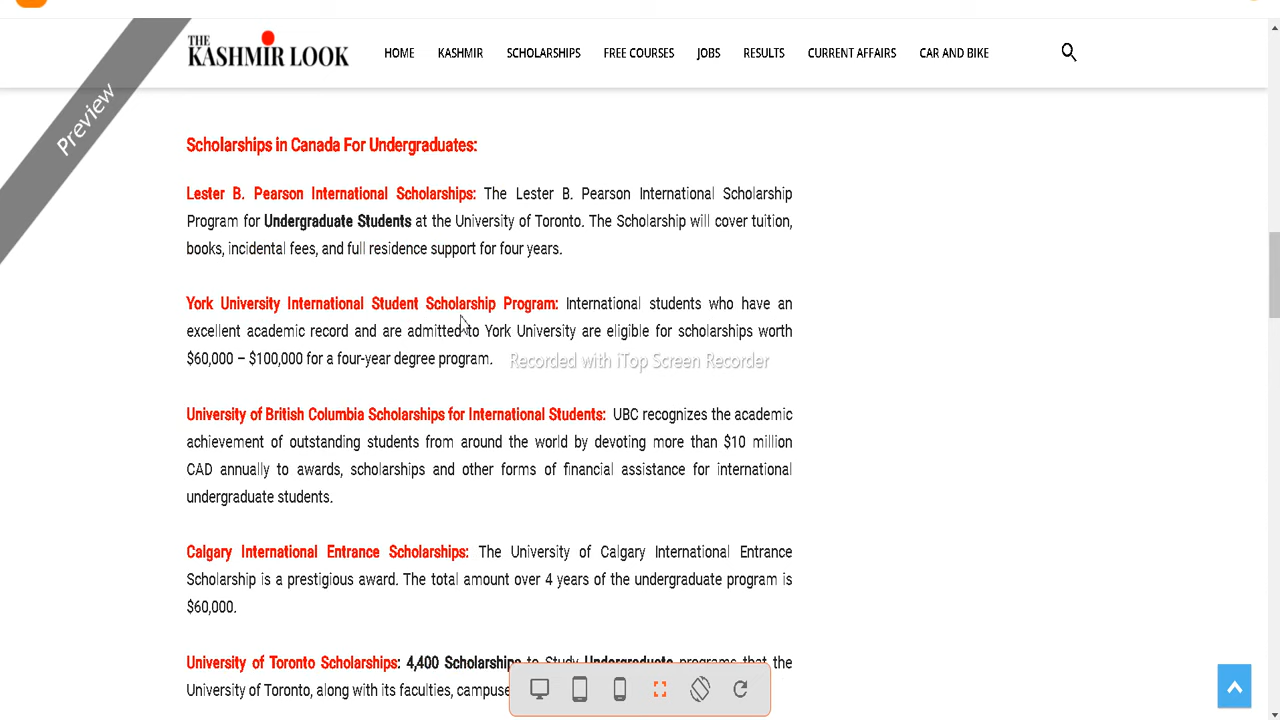 THE
KASHMIR LOOK
HOME KASHMIR SCHOLARSHIPS FREE COURSES JOBS RESULTS CURRENT AFFAIRS CAR AND BIKE
Preview
Scholarships in Canada For Undergraduates:
Lester B. Pearson International Scholarships: The Lester B. Pearson International Scholarship
Program for Undergraduate Students at the University of Toronto. The Scholarship will cover tuition,
books, incidental fees, and full residence support for four years.
York University International Student Scholarship Program: International students who have an
excellent academic record and are admitted to York University are eligible for scholarships worth
$60,000 – $100,000 for a four-year degree program.
Recorded with iTop Screen Recorder
University of British Columbia Scholarships for International Students: UBC recognizes the academic
achievement of outstanding students from around the world by devoting more than $10 million
CAD annually to awards, scholarships and other forms of financial assistance for international
undergraduate students.
Calgary International Entrance Scholarships: The University of Calgary International Entrance
Scholarship is a prestigious award. The total amount over 4 years of the undergraduate program is
$60,000.
University of Toronto Scholarships: 4,400 Scholarships to Study Undergraduate programs that the
University of Toronto, along with its faculties,